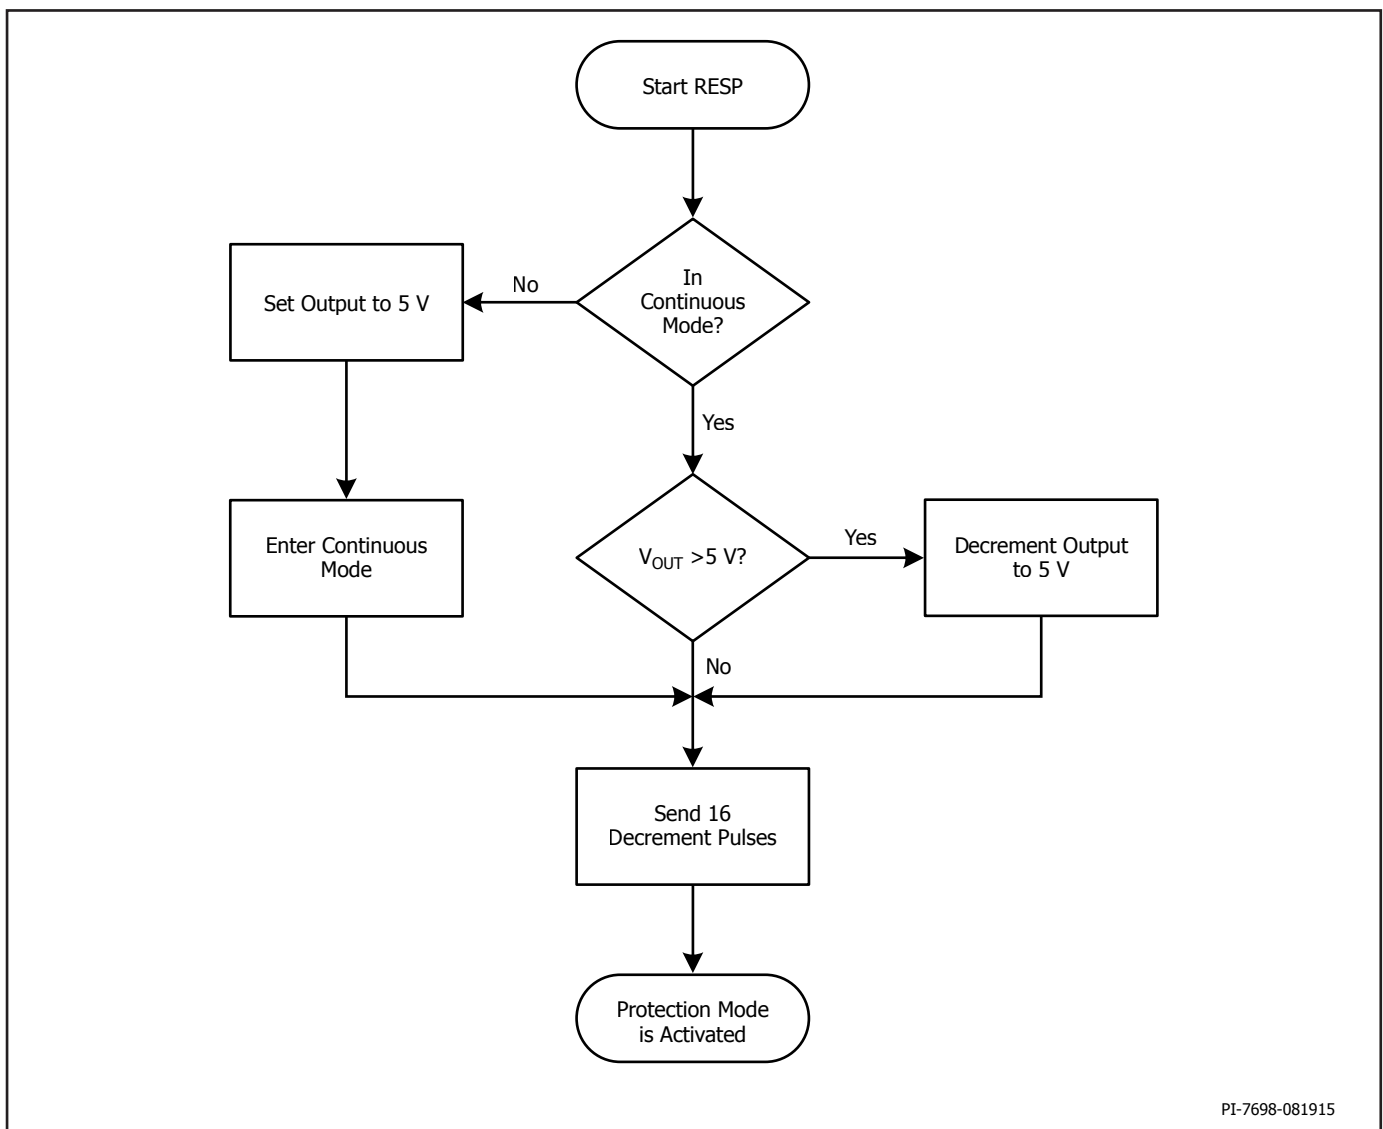 Start RESP
In
Continuous
Mode?
No
Set Output to 5 V
Yes
Enter Continuous
Mode
VOUT >5 V?
Yes
Decrement Output
to 5 V
No
Send 16
Decrement Pulses
Protection Mode
is Activated
PI-7698-081915